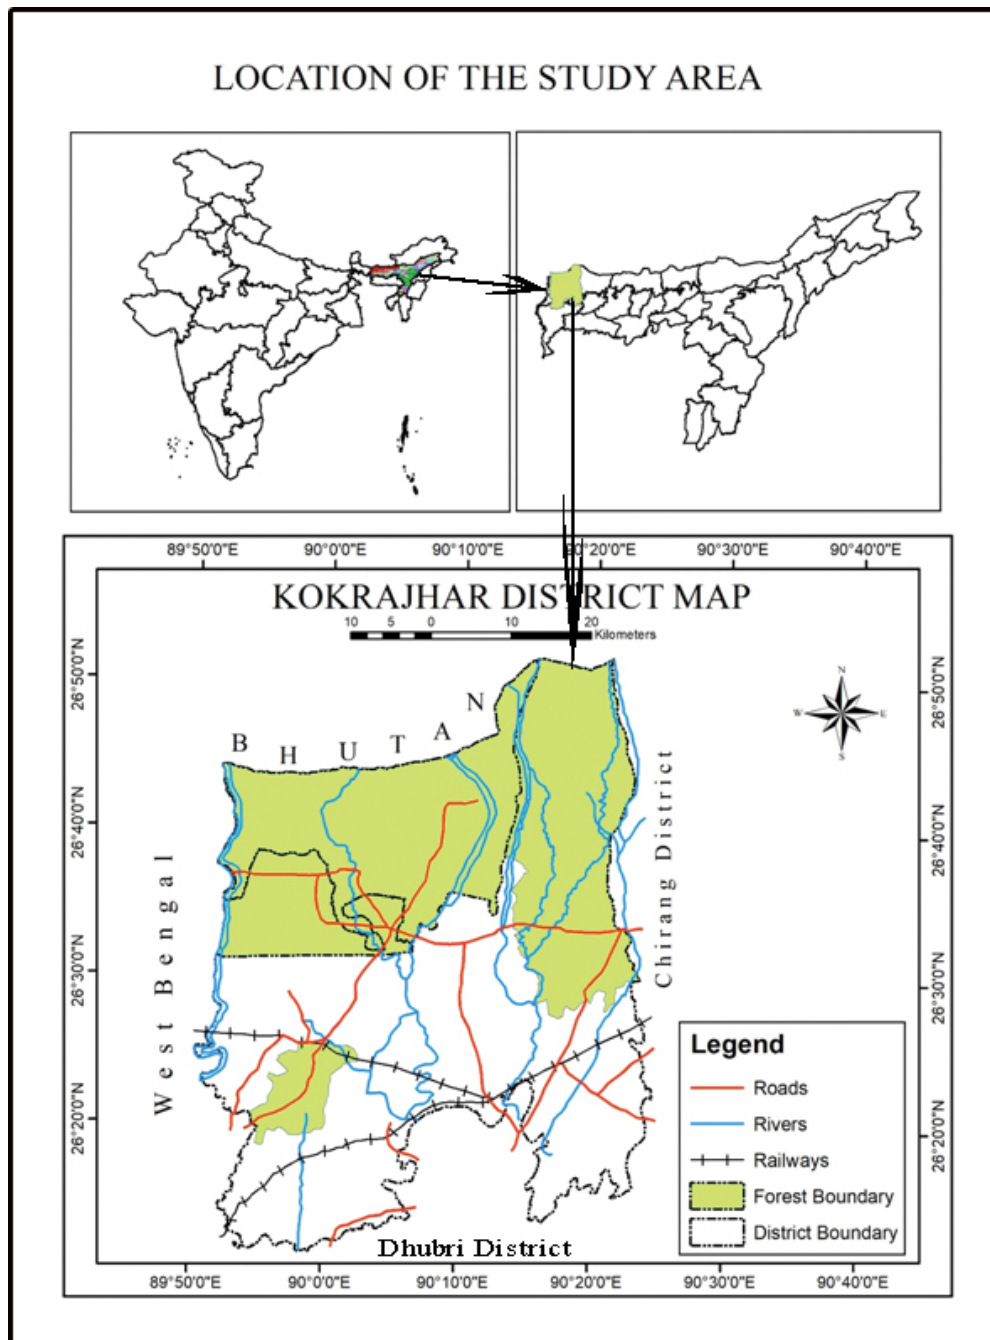 LOCATION OF THE STUDY AREA
89°50'0"E 90°0'0"E 90°10'0"E 90°20'0"E 90°30'0"E 90°40'0"E
KOKRAJHAR DISTRICT MAP
10 5 0 10 20
Kilometers
26°50'0"N
26°50'0"N
N
W E
S
BHUTAN
26°40'0"N
26°40'0"N
West Bengal
Chirang District
26°30'0"N
26°30'0"N
26°20'0"N
26°20'0"N
Legend
Roads
Rivers
Railways
Forest Boundary
District Boundary
Dhubri District
89°50'0"E 90°0'0"E 90°10'0"E 90°20'0"E 90°30'0"E 90°40'0"E